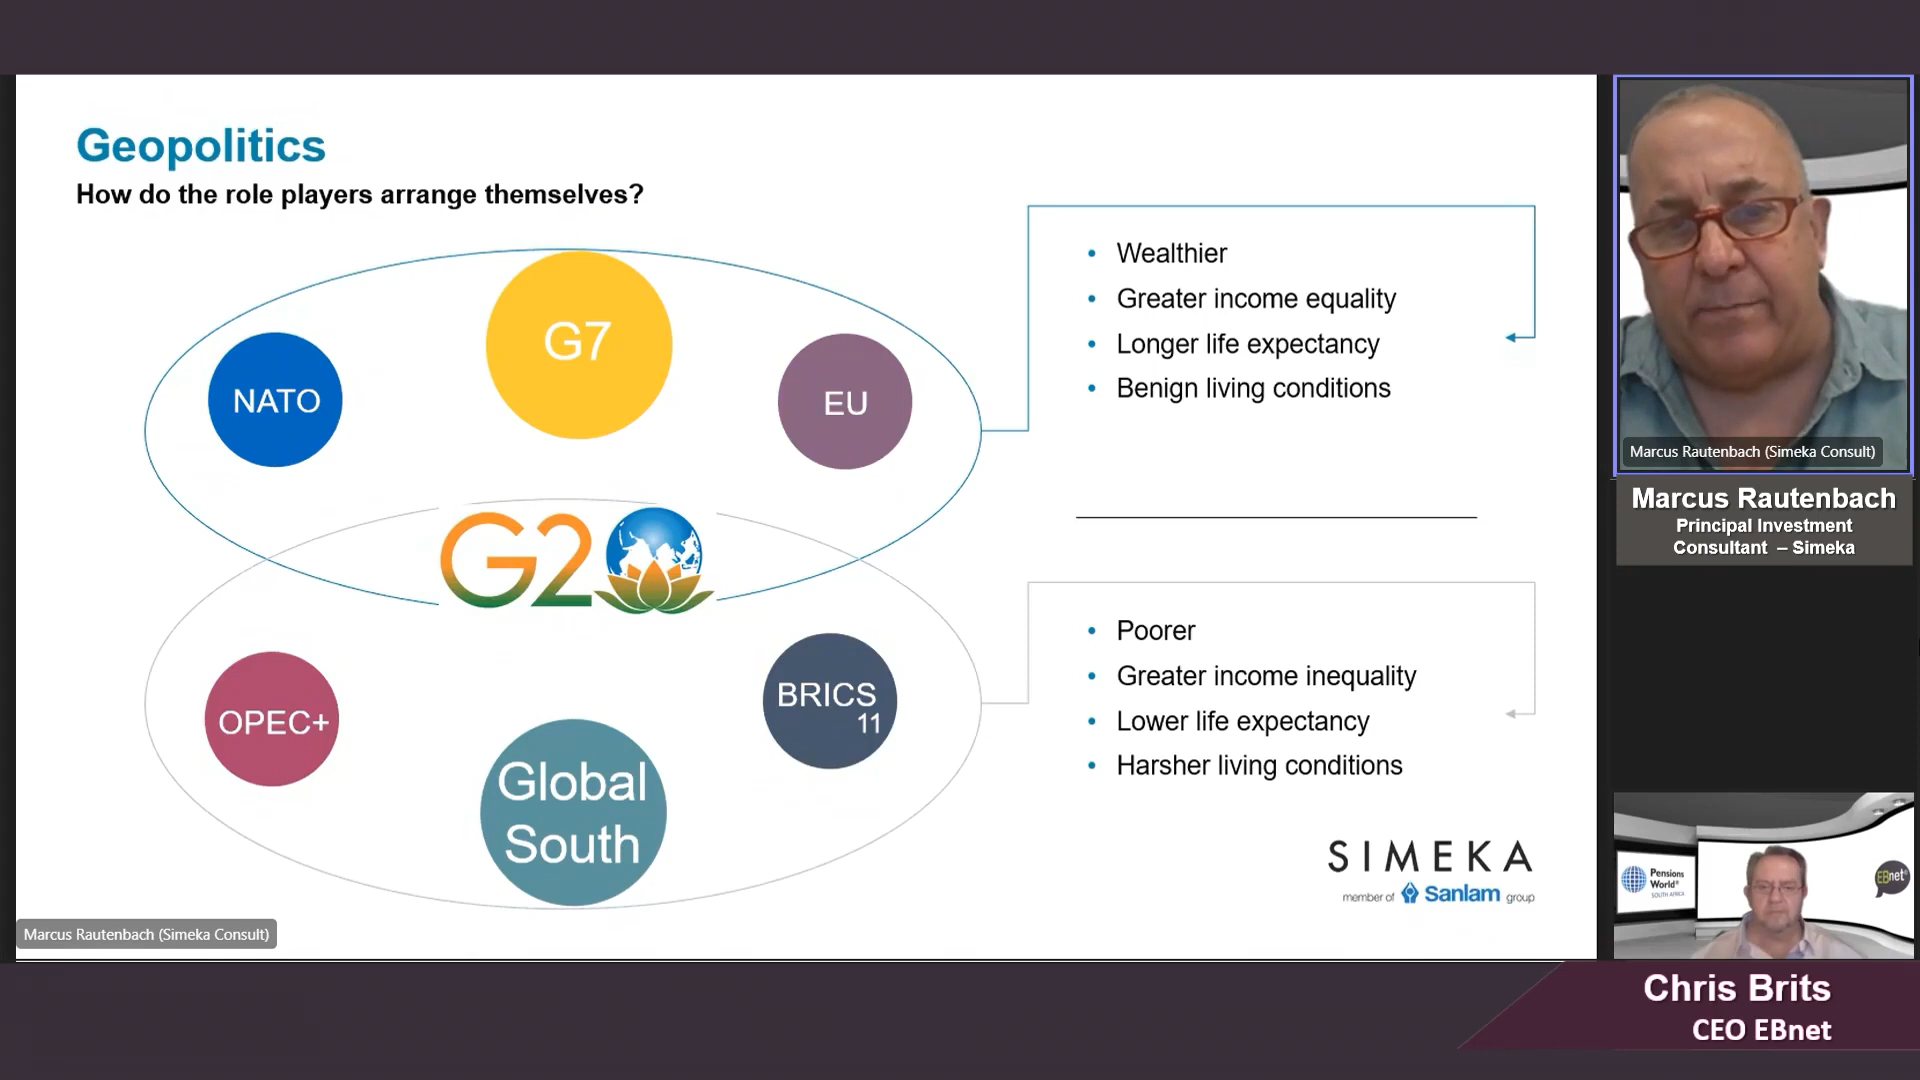 Geopolitics
How do the role players arrange themselves?
G7
NATO
EU
G20
OPEC+
BRICS
11
Global
South
• Wealthier
• Greater income equality
• Longer life expectancy
• Benign living conditions
• Poorer
• Greater income inequality
• Lower life expectancy
• Harsher living conditions
SIMEKA
member of Sanlam group
Marcus Rautenbach (Simeka Consult)
Marcus Rautenbach (Simeka Consult)
Marcus Rautenbach
Principal Investment
Consultant – Simeka
Pensions
World®
SOUTH AFRICA
EBnet®
Chris Brits
CEO EBnet